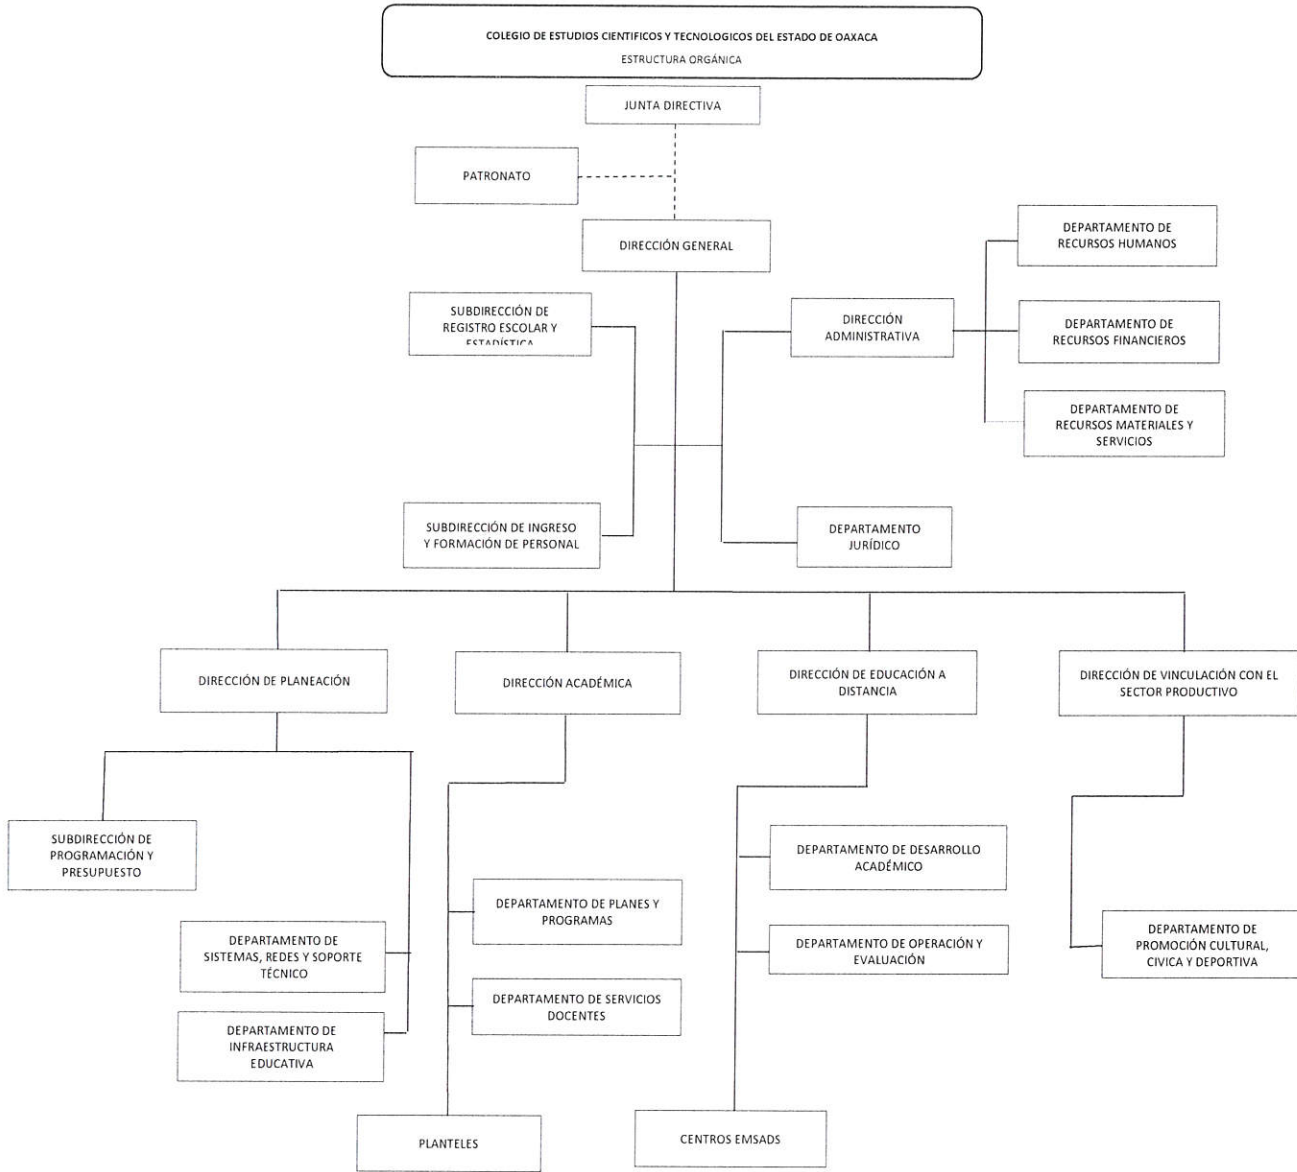 COLEGIO DE ESTUDIOS CIENTIFICOS Y TECNOLOGICOS DEL ESTADO DE OAXACA
ESTRUCTURA ORGÁNICA
JUNTA DIRECTIVA
PATRONATO
DIRECCIÓN GENERAL
DEPARTAMENTO DE
RECURSOS HUMANOS
SUBDIRECCIÓN DE
REGISTRO ESCOLAR Y
ESTADÍSTICA
DIRECCIÓN
ADMINISTRATIVA
DEPARTAMENTO DE
RECURSOS FINANCIEROS
DEPARTAMENTO DE
RECURSOS MATERIALES Y
SERVICIOS
SUBDIRECCIÓN DE INGRESO
Y FORMACIÓN DE PERSONAL
DEPARTAMENTO
JURÍDICO
DIRECCIÓN DE PLANEACIÓN
DIRECCIÓN ACADÉMICA
DIRECCIÓN DE EDUCACIÓN A
DISTANCIA
DIRECCIÓN DE VINCULACIÓN CON EL
SECTOR PRODUCTIVO
SUBDIRECCIÓN DE
PROGRAMACIÓN Y
PRESUPUESTO
DEPARTAMENTO DE DESARROLLO
ACADÉMICO
DEPARTAMENTO DE PLANES Y
PROGRAMAS
DEPARTAMENTO DE
SISTEMAS, REDES Y SOPORTE
TÉCNICO
DEPARTAMENTO DE OPERACIÓN Y
EVALUACIÓN
DEPARTAMENTO DE
PROMOCIÓN CULTURAL,
CIVICA Y DEPORTIVA
DEPARTAMENTO DE SERVICIOS
DOCENTES
DEPARTAMENTO DE
INFRAESTRUCTURA
EDUCATIVA
PLANTELES
CENTROS EMSADS